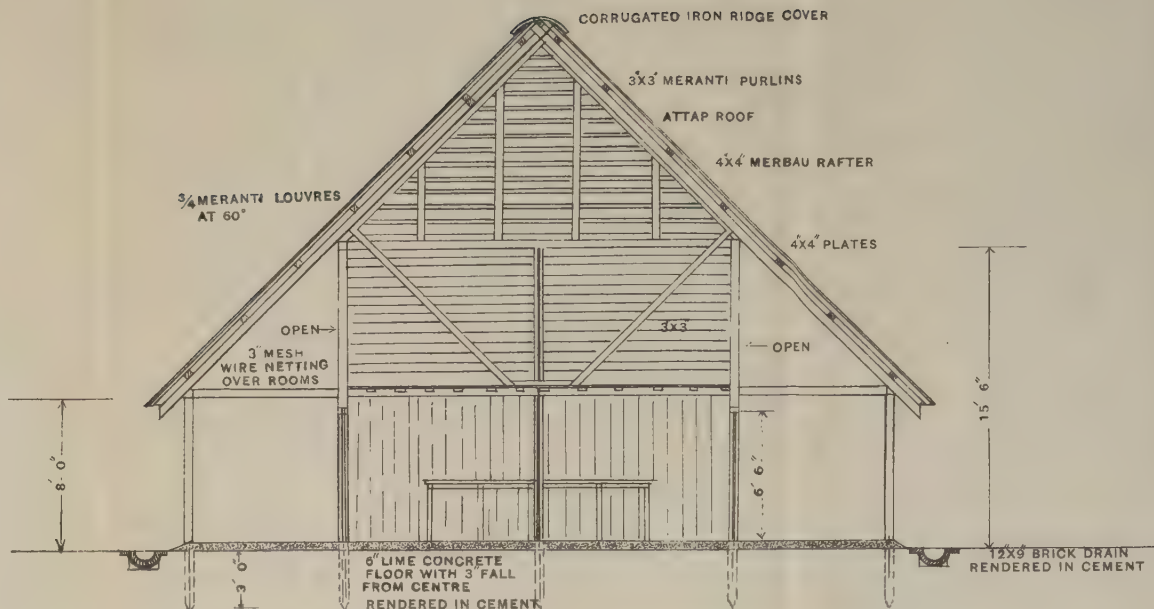 CORRUGATED IRON RIDGE COVER
3"X3" MERANTI PURLINS
ATTAP ROOF
4"X4" MERBAU RAFTER
3/4 MERANTI LOUVRES
AT 60°
4"X4" PLATES
OPEN
3"X3"
OPEN
3" MESH
WIRE NETTING
OVER ROOMS
15' 6"
8'-0"
6' 6"
3' 0"
6" LIME CONCRETE
FLOOR WITH 3" FALL
FROM CENTRE
RENDERED IN CEMENT
12"X9" BRICK DRAIN
RENDERED IN CEMENT